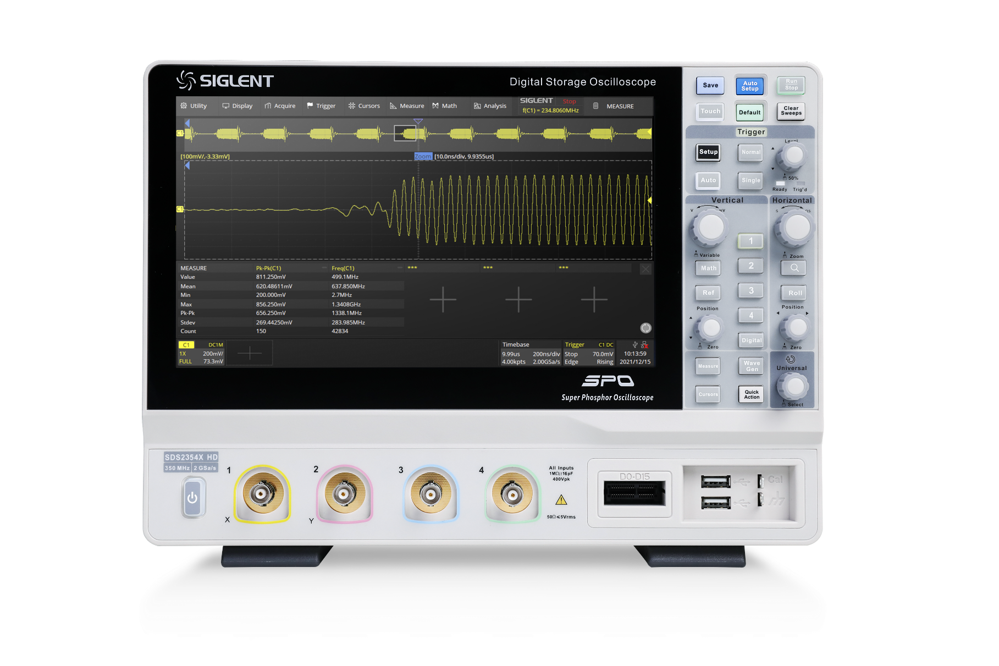 SIGLENT
Digital Storage Oscilloscope
Utility Display Acquire Trigger Cursors Measure Math Analysis
SIGLENT Stop
f(C1) = 234.8060MHz
MEASURE
C1
[100mV/,-3.33mV]
Zoom [10.0ns/div, 9.9355us]
C1
MEASURE Pk-Pk(C1) Freq(C1) *** *** ***
Value 811.250mV 499.1MHz
Mean 620.48611mV 637.850MHz
Min 200.000mV 2.7MHz
Max 856.250mV 1.3408GHz
Pk-Pk 656.250mV 1338.1MHz
Stdev 269.44250mV 283.985MHz
Count 150 42834
C1 DC1M
1X 200mV/
FULL 73.3mV
Timebase
9.99us 200ns/div
4.00kpts 2.00GSa/s
Trigger C1 DC
Stop 70.0mV
Edge Rising
10:13:59
2021/12/15
SPO
Super Phosphor Oscilloscope
Save
Auto
Setup
Run
Stop
Touch
Default
Clear
Sweeps
Trigger
Setup
Normal
Level
Auto
Single
50%
Ready Trig'd
Vertical
V mV
Variable
Math
Ref
Position
Zero
1
2
3
4
Digital
Horizontal
s ns
Zoom
Roll
Position
Zero
Measure
Wave
Gen
Cursors
Quick
Action
Universal
Select
SDS2354X HD
350 MHz 2 GSa/s
1
X
2
Y
3
4
All Inputs
1MΩ//16pF
400Vpk
50Ω≤5Vrms
D0-D15
Cal